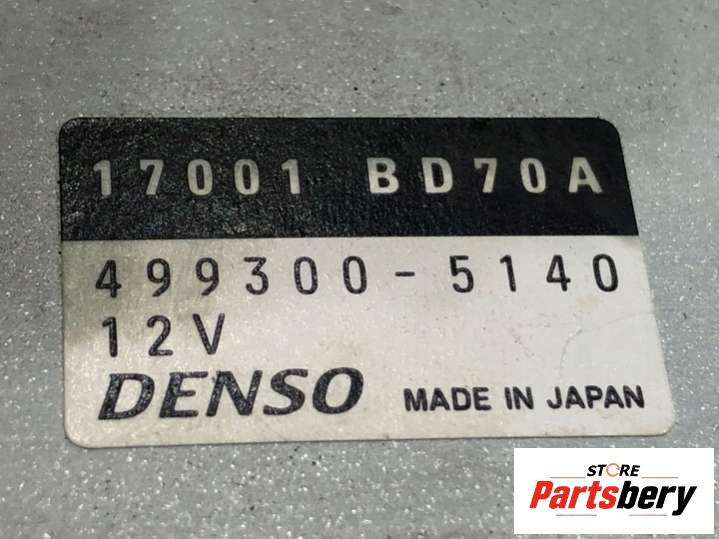 17001 BD70A
499300-5140
12V
DENSO MADE IN JAPAN
STORE
Partsbery